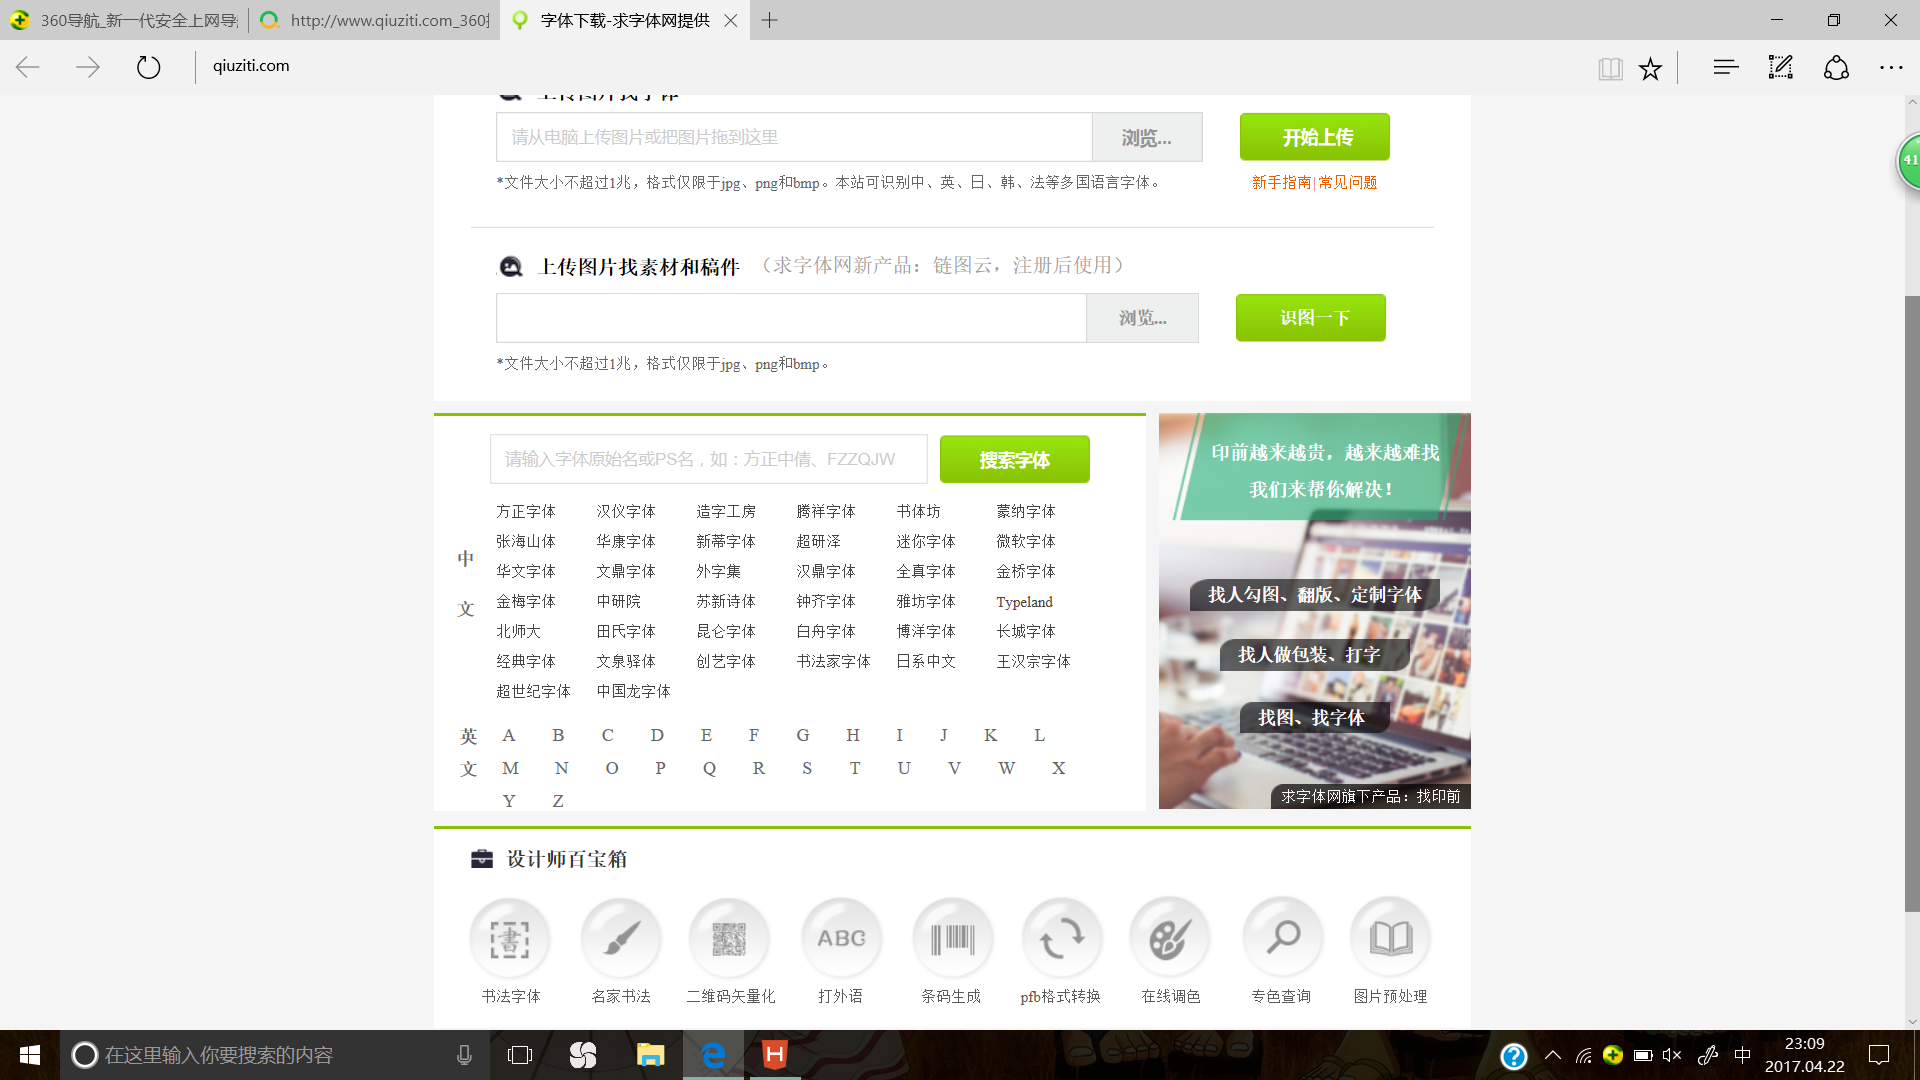 360导航_新一代安全上网导
http://www.qiuziti.com_360搜
字体下载-求字体网提供
qiuziti.com
上传图片找字体
请从电脑上传图片或把图片拖到这里
浏览...
开始上传
*文件大小不超过1兆，格式仅限于jpg、png和bmp。本站可识别中、英、日、韩、法等多国语言字体。
新手指南|常见问题
41
上传图片找素材和稿件 （求字体网新产品：链图云，注册后使用）
浏览...
识图一下
*文件大小不超过1兆，格式仅限于jpg、png和bmp。
请输入字体原始名或PS名，如：方正中倩、FZZQJW
搜索字体
中文
方正字体 汉仪字体 造字工房 腾祥字体 书体坊 蒙纳字体
张海山体 华康字体 新蒂字体 超研泽 迷你字体 微软字体
华文字体 文鼎字体 外字集 汉鼎字体 全真字体 金桥字体
金梅字体 中研院 苏新诗体 钟齐字体 雅坊字体 Typeland
北师大 田氏字体 昆仑字体 白舟字体 博洋字体 长城字体
经典字体 文泉驿体 创艺字体 书法家字体 日系中文 王汉宗字体
超世纪字体 中国龙字体
英文
A B C D E F G H I J K L
M N O P Q R S T U V W X
Y Z
印前越来越贵，越来越难找
我们来帮你解决！
找人勾图、翻版、定制字体
找人做包装、打字
找图、找字体
求字体网旗下产品：找印前
设计师百宝箱
書
ABC
书法字体 名家书法 二维码矢量化 打外语 条码生成 pfb格式转换 在线调色 专色查询 图片预处理
在这里输入你要搜索的内容
H
中
23:09
2017.04.22